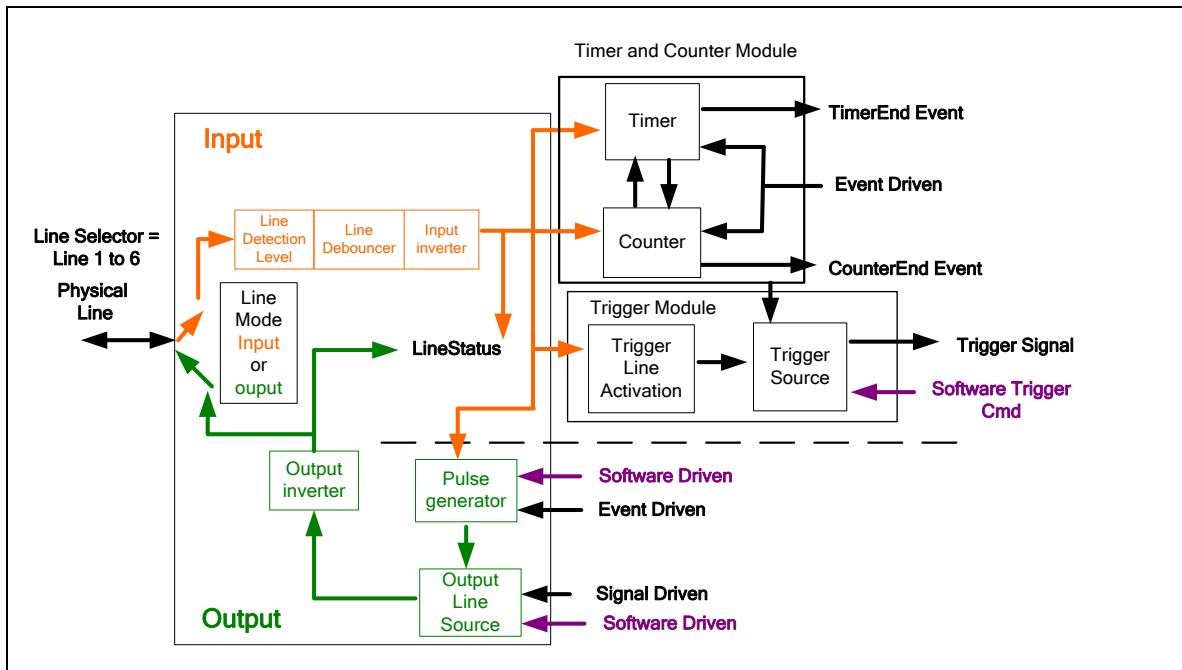 Timer and Counter Module
Timer
TimerEnd Event
Input
Event Driven
Line Selector =
Line 1 to 6
Physical
Line
Line
Detection
Level
Line
Debouncer
Input
inverter
Counter
CounterEnd Event
Line
Mode
Input
or
ouput
LineStatus
Trigger Module
Trigger
Line
Activation
Trigger
Source
Trigger Signal
Software Trigger
Cmd
Output
inverter
Pulse
generator
Software Driven
Event Driven
Output
Line
Source
Signal Driven
Software Driven
Output